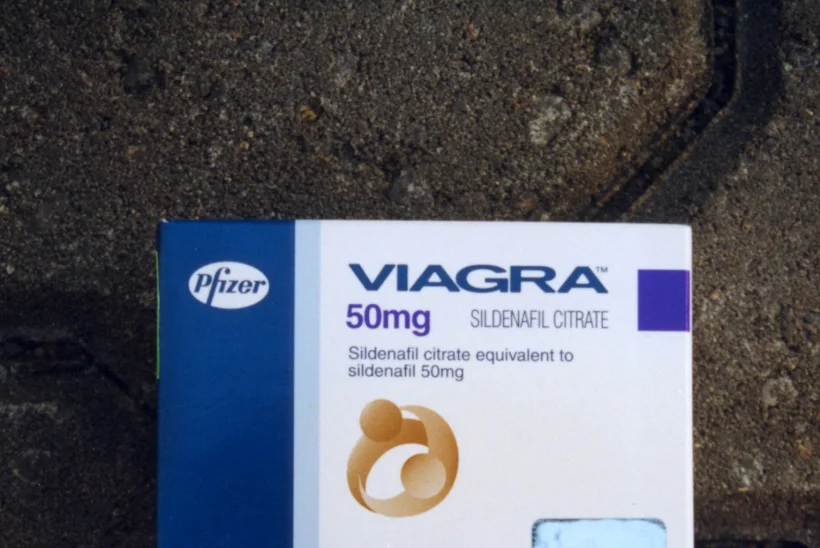 Pfizer
VIAGRA™
50mg SILDENAFIL CITRATE
Sildenafil citrate equivalent to
sildenafil 50mg